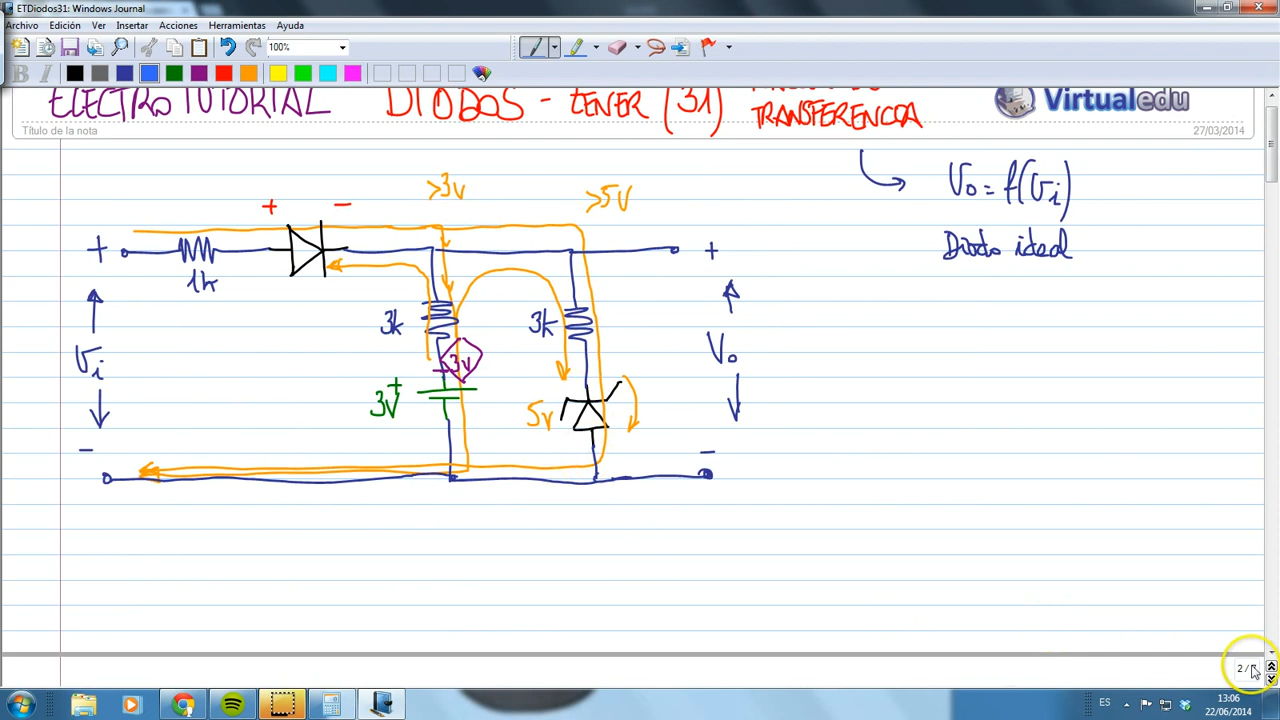 ETDiodos31: Windows Journal
Archivo Edición Ver Insertar Acciones Herramientas Ayuda
100%
ELECTRO TUTORIAL DIODOS - ZENER (31)
TRANSFERENCIA
Virtualedu
Título de la nota
27/03/2014
Vo = f(Vi)
Diodo ideal
>3v >5V
+ -
+ +
1k
3k 3k
Vi Vo
3v
3V + 5v
- -
2/
ES 13:06
22/06/2014